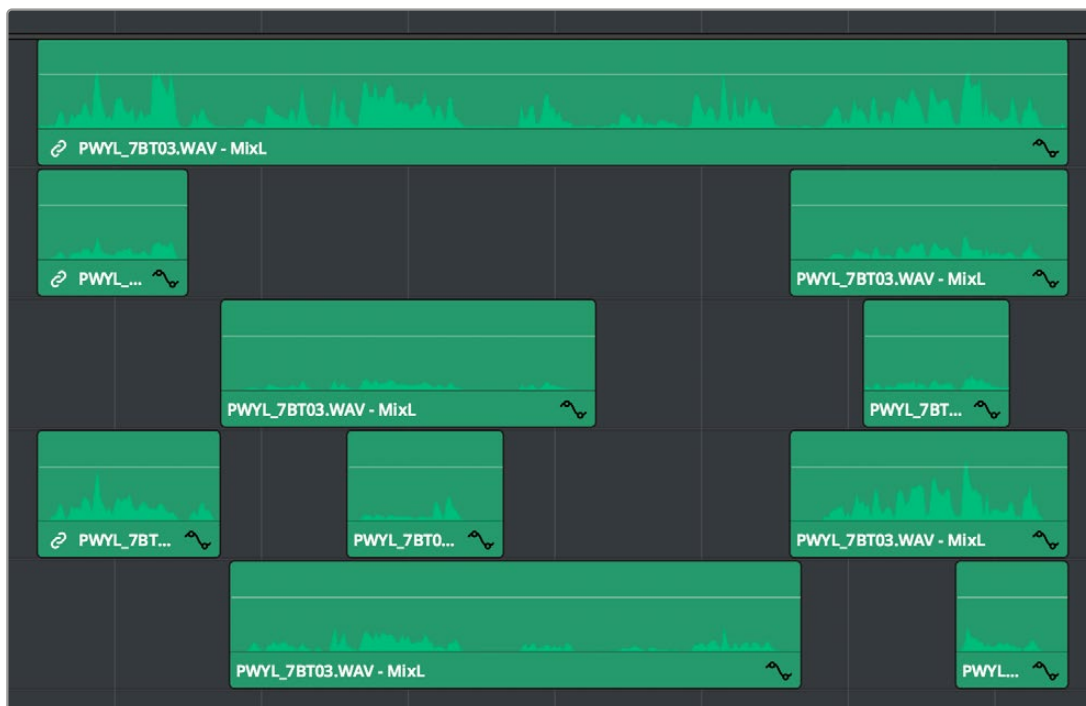 PWYL_7BT03.WAV - MixL
PWYL_...
PWYL_7BT03.WAV - MixL
PWYL_7BT03.WAV - MixL
PWYL_7BT...
PWYL_7BT...
PWYL_7BT0...
PWYL_7BT03.WAV - MixL
PWYL_7BT03.WAV - MixL
PWYL...